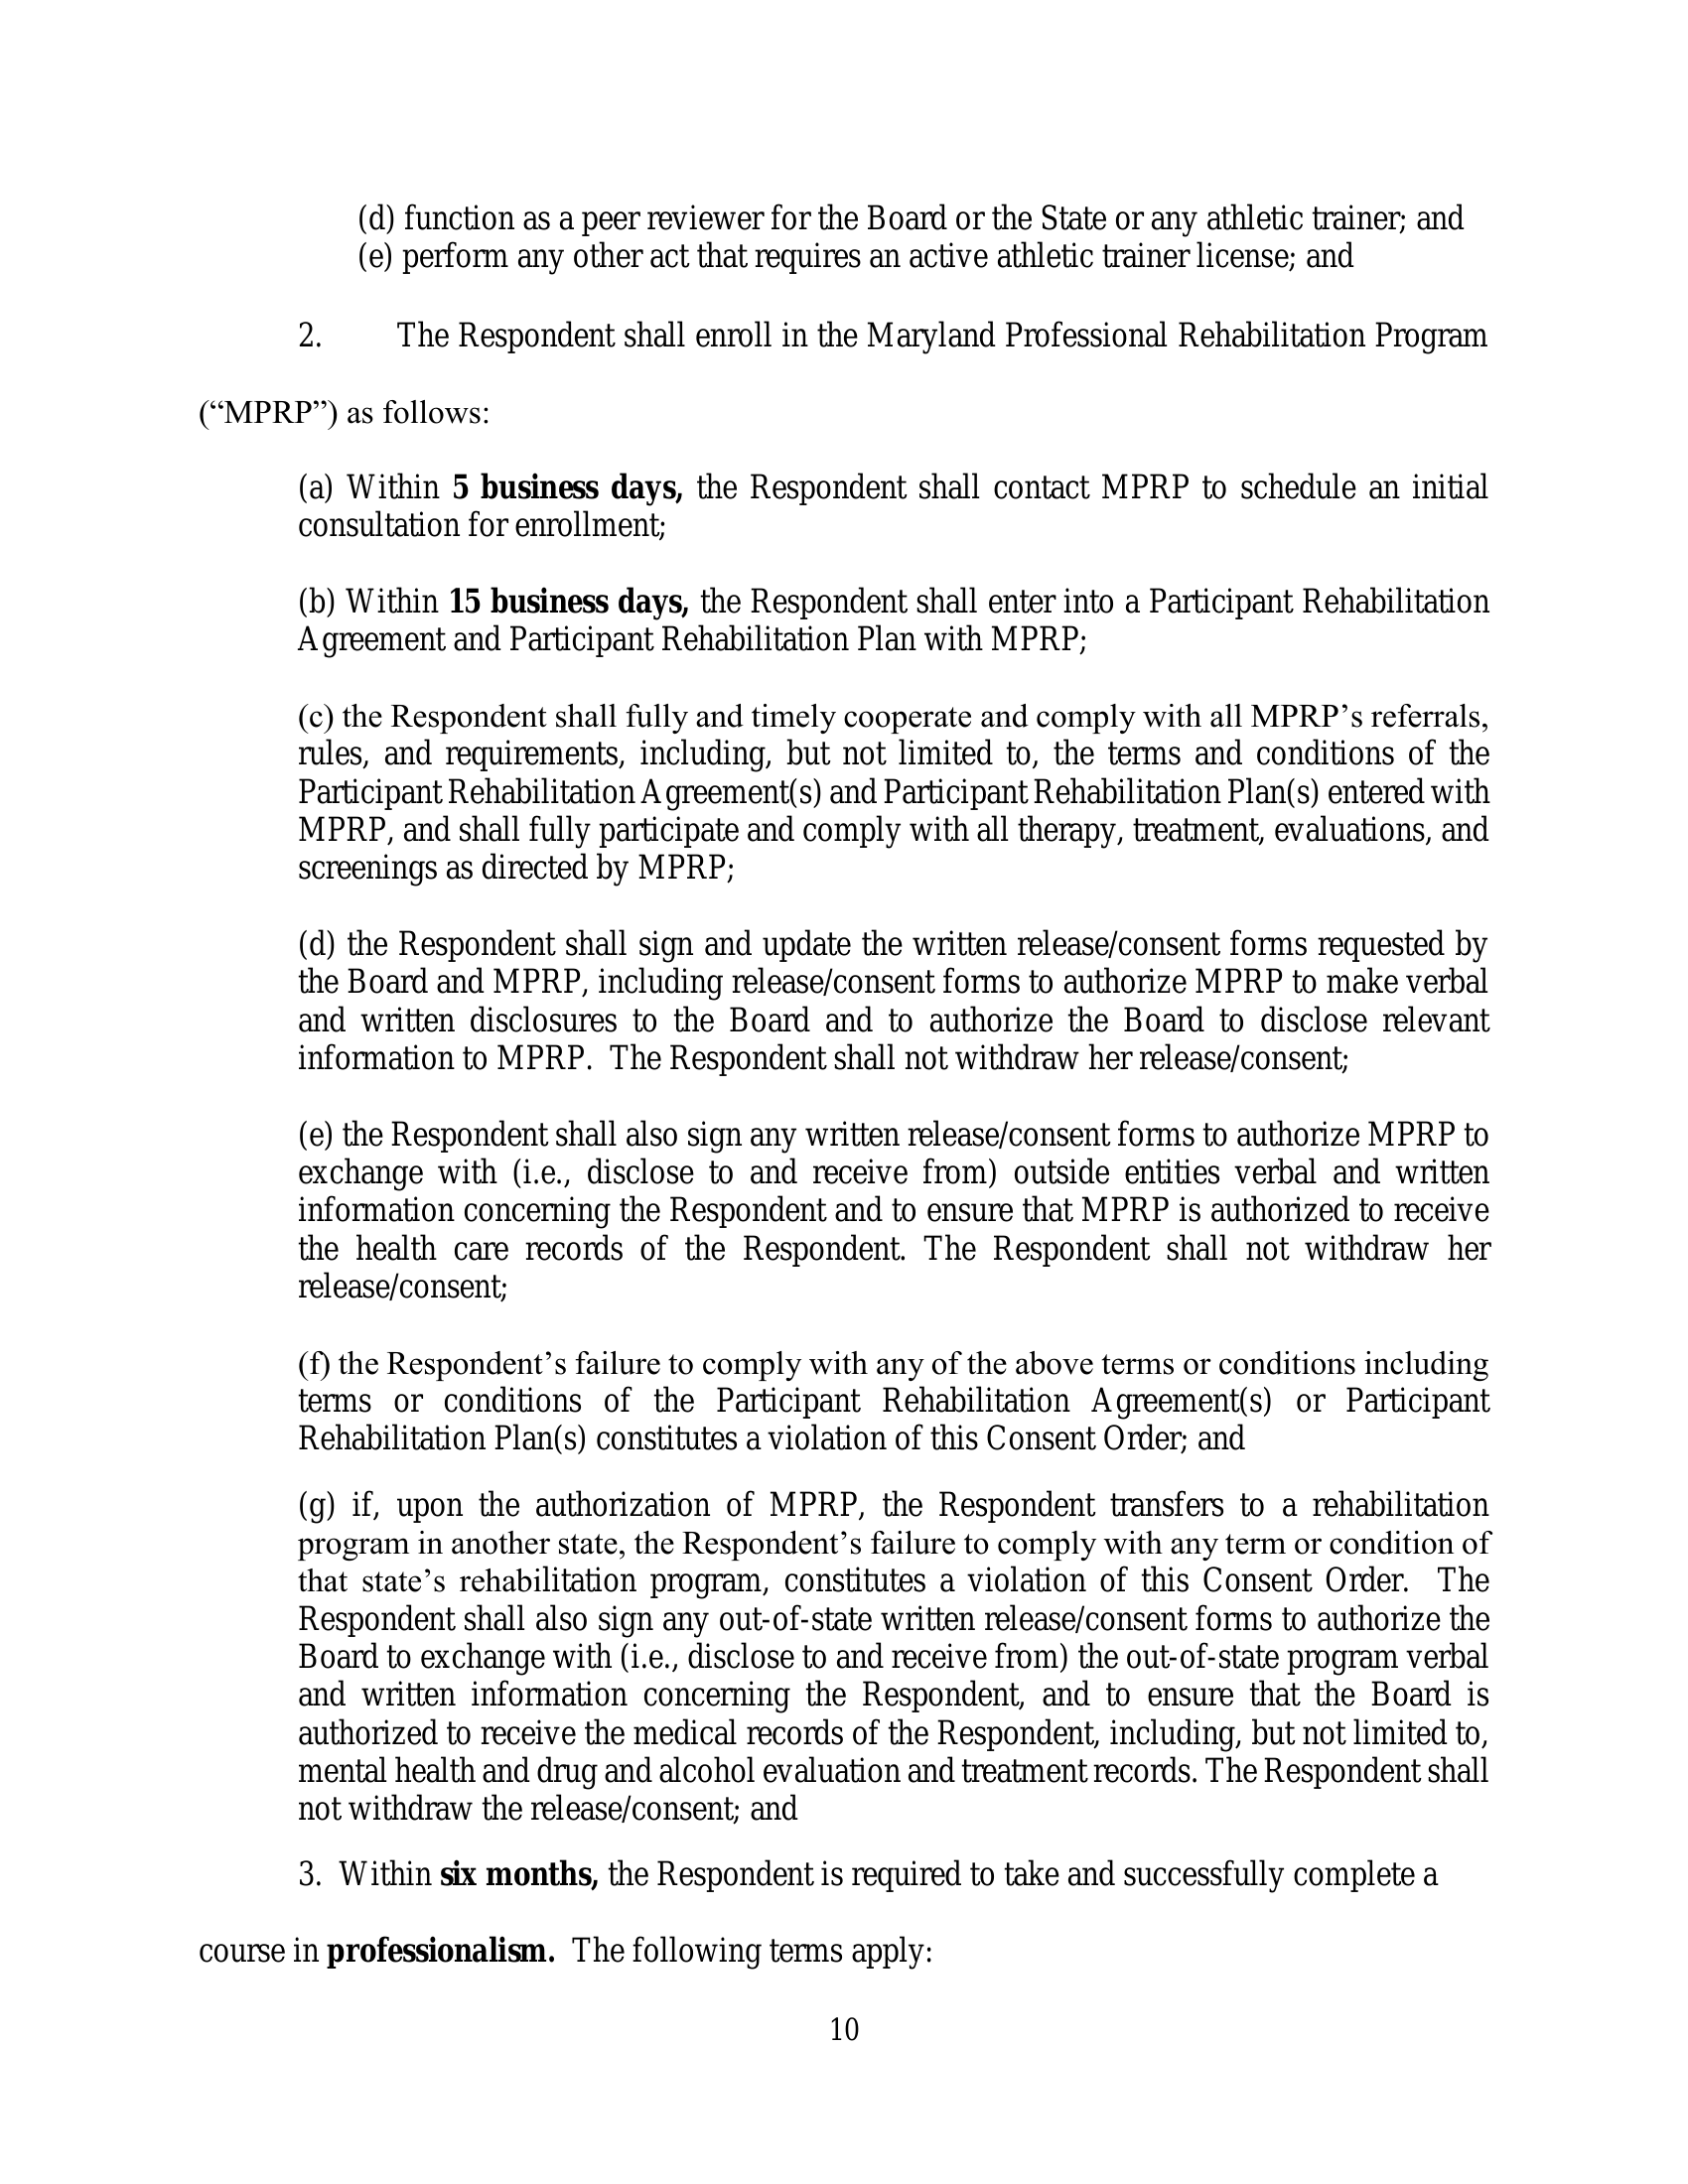 (d) function as a peer reviewer for the Board or the State or any athletic trainer; and
(e) perform any other act that requires an active athletic trainer license; and
2. The Respondent shall enroll in the Maryland Professional Rehabilitation Program
(“MPRP”) as follows:
(a) Within 5 business days, the Respondent shall contact MPRP to schedule an initial
consultation for enrollment;
(b) Within 15 business days, the Respondent shall enter into a Participant Rehabilitation
Agreement and Participant Rehabilitation Plan with MPRP;
(c) the Respondent shall fully and timely cooperate and comply with all MPRP’s referrals,
rules, and requirements, including, but not limited to, the terms and conditions of the
Participant Rehabilitation Agreement(s) and Participant Rehabilitation Plan(s) entered with
MPRP, and shall fully participate and comply with all therapy, treatment, evaluations, and
screenings as directed by MPRP;
(d) the Respondent shall sign and update the written release/consent forms requested by
the Board and MPRP, including release/consent forms to authorize MPRP to make verbal
and written disclosures to the Board and to authorize the Board to disclose relevant
information to MPRP. The Respondent shall not withdraw her release/consent;
(e) the Respondent shall also sign any written release/consent forms to authorize MPRP to
exchange with (i.e., disclose to and receive from) outside entities verbal and written
information concerning the Respondent and to ensure that MPRP is authorized to receive
the health care records of the Respondent. The Respondent shall not withdraw her
release/consent;
(f) the Respondent’s failure to comply with any of the above terms or conditions including
terms or conditions of the Participant Rehabilitation Agreement(s) or Participant
Rehabilitation Plan(s) constitutes a violation of this Consent Order; and
(g) if, upon the authorization of MPRP, the Respondent transfers to a rehabilitation
program in another state, the Respondent’s failure to comply with any term or condition of
that state’s rehabilitation program, constitutes a violation of this Consent Order. The
Respondent shall also sign any out-of-state written release/consent forms to authorize the
Board to exchange with (i.e., disclose to and receive from) the out-of-state program verbal
and written information concerning the Respondent, and to ensure that the Board is
authorized to receive the medical records of the Respondent, including, but not limited to,
mental health and drug and alcohol evaluation and treatment records. The Respondent shall
not withdraw the release/consent; and
3. Within six months, the Respondent is required to take and successfully complete a
course in professionalism. The following terms apply:
10